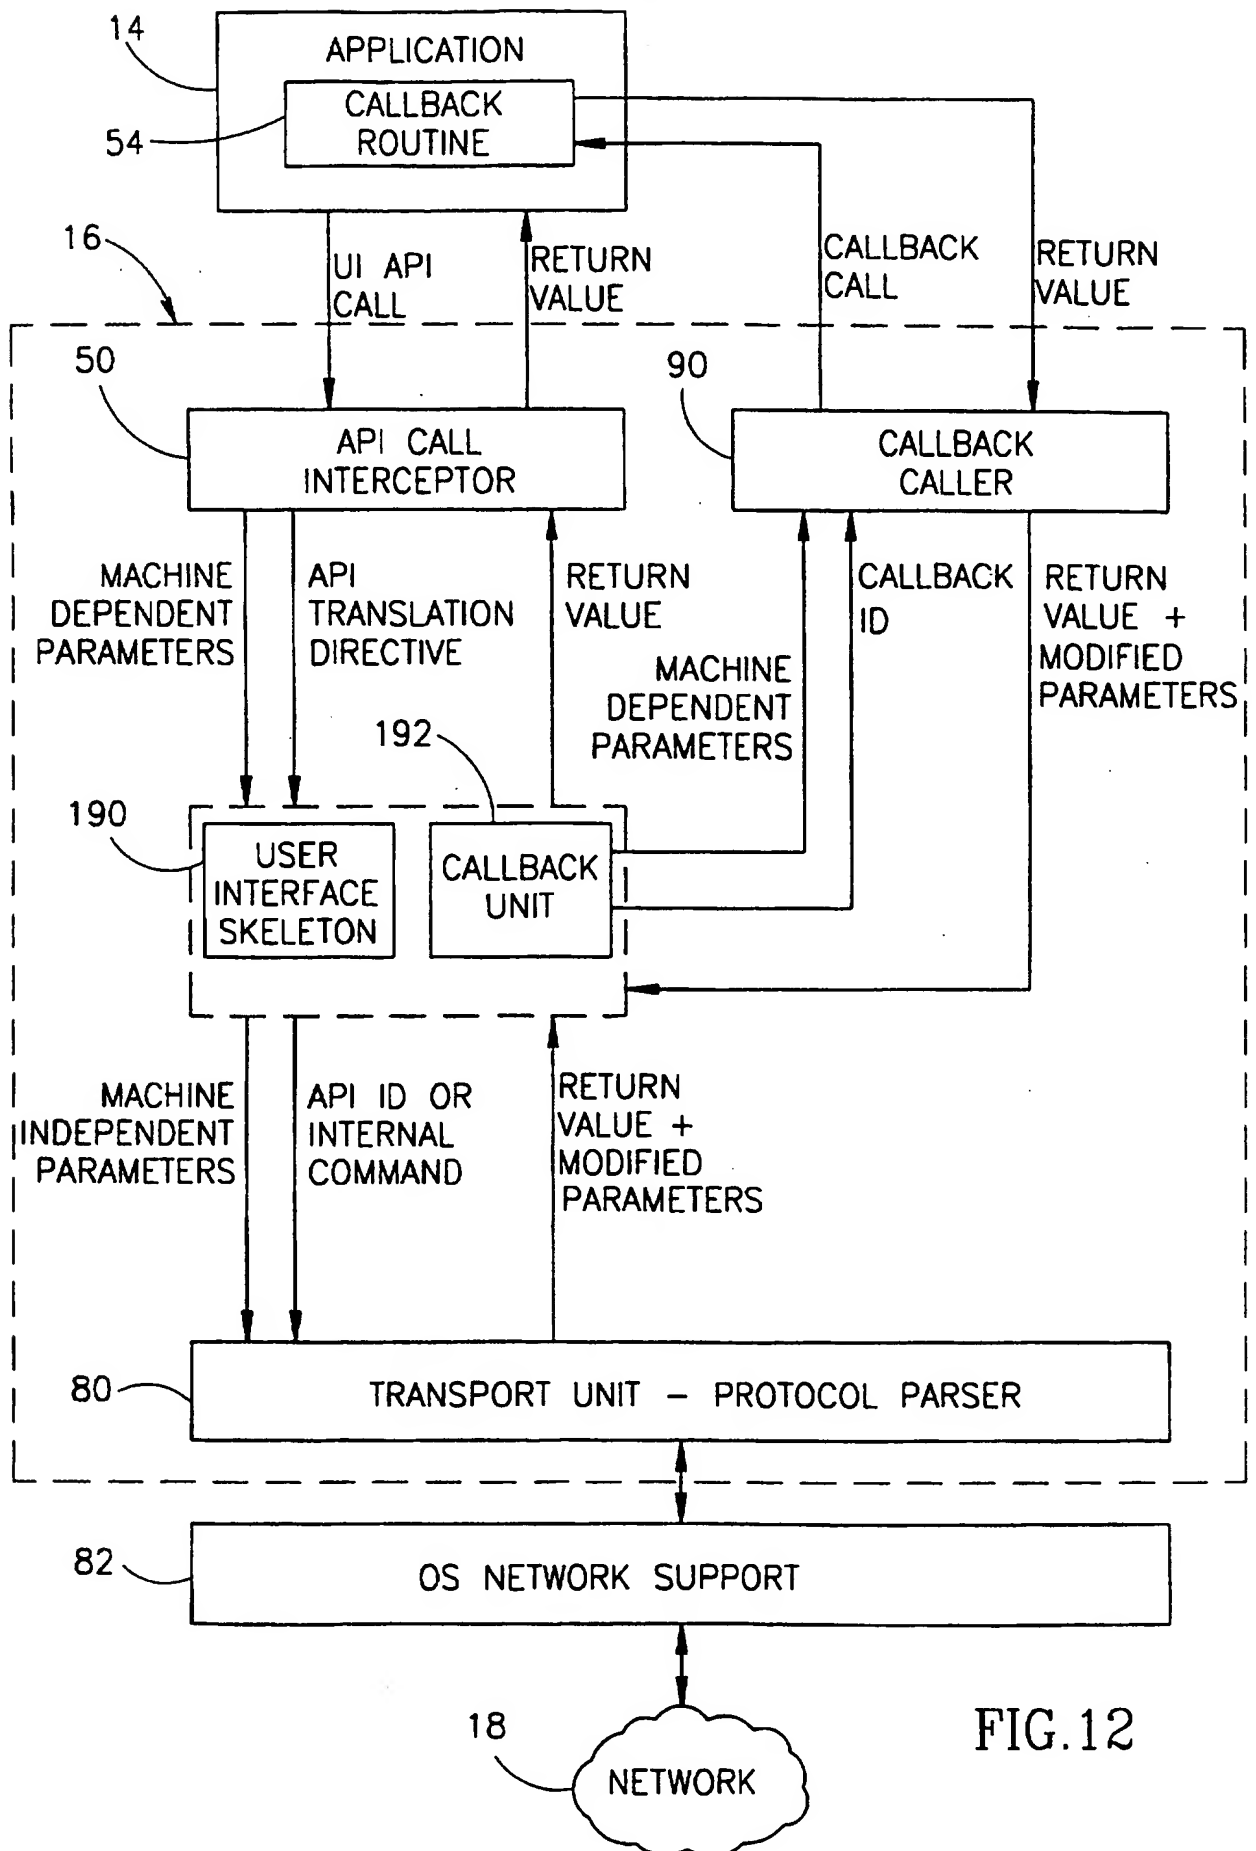 14
APPLICATION
CALLBACK
ROUTINE
54
16
UI API
CALL
RETURN
VALUE
CALLBACK
CALL
RETURN
VALUE
50
API CALL
INTERCEPTOR
90
CALLBACK
CALLER
MACHINE
DEPENDENT
PARAMETERS
API
TRANSLATION
DIRECTIVE
RETURN
VALUE
MACHINE
DEPENDENT
PARAMETERS
CALLBACK
ID
RETURN
VALUE +
MODIFIED
PARAMETERS
190
USER
INTERFACE
SKELETON
192
CALLBACK
UNIT
MACHINE
INDEPENDENT
PARAMETERS
API ID OR
INTERNAL
COMMAND
RETURN
VALUE +
MODIFIED
PARAMETERS
80
TRANSPORT UNIT – PROTOCOL PARSER
82
OS NETWORK SUPPORT
18
NETWORK
FIG.12